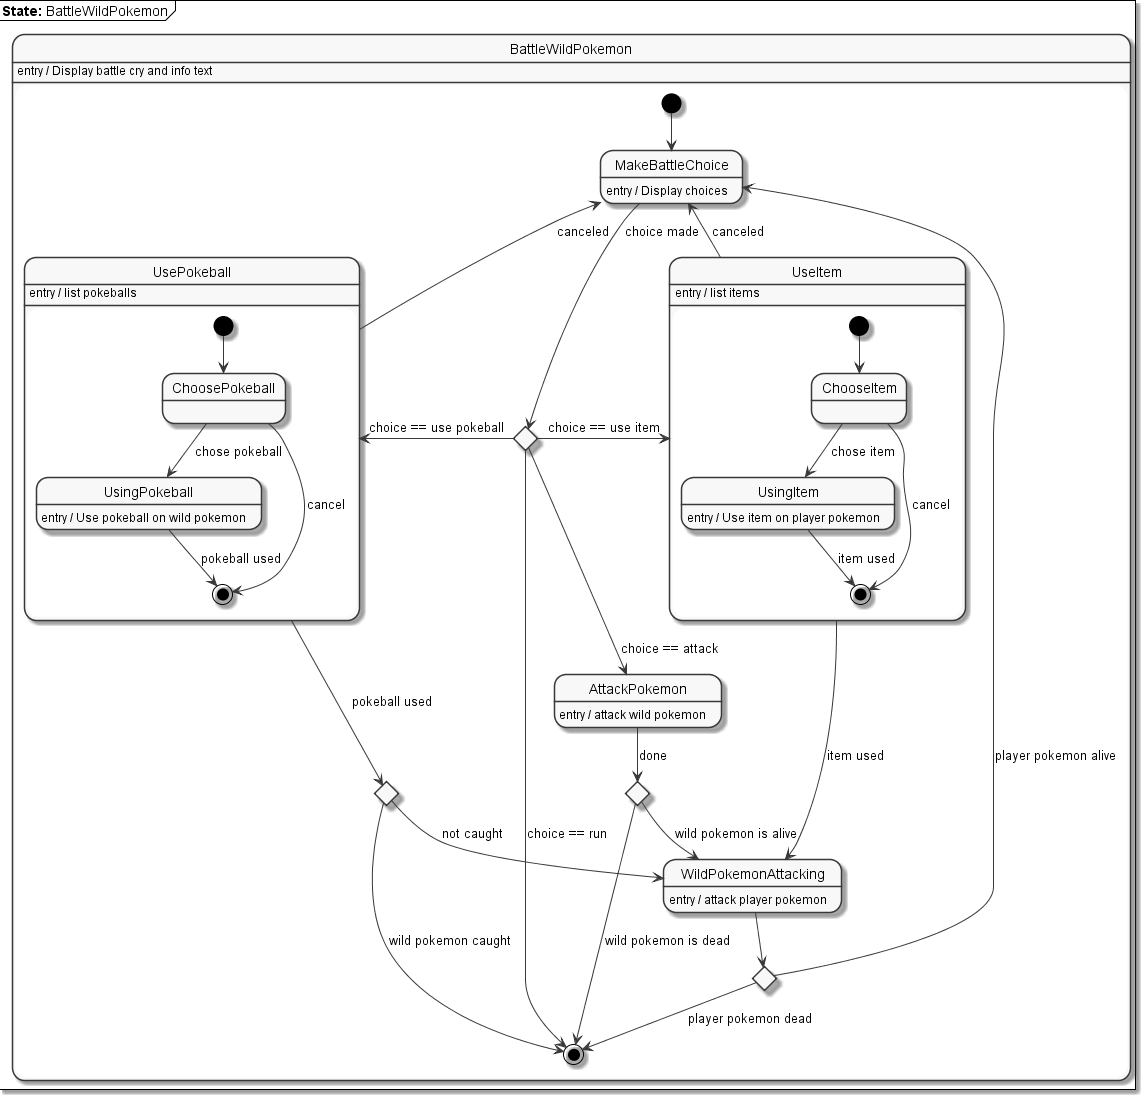 State: BattleWildPokemon
BattleWildPokemon
entry / Display battle cry and info text
MakeBattleChoice
entry / Display choices
canceled
choice made
canceled
UsePokeball
entry / list pokeballs
UseItem
entry / list items
ChoosePokeball
ChooseItem
choice == use pokeball
choice == use item
chose pokeball
chose item
UsingPokeball
entry / Use pokeball on wild pokemon
cancel
UsingItem
entry / Use item on player pokemon
cancel
pokeball used
item used
choice == attack
AttackPokemon
entry / attack wild pokemon
pokeball used
done
item used
player pokemon alive
not caught
choice == run
wild pokemon is alive
WildPokemonAttacking
entry / attack player pokemon
wild pokemon caught
wild pokemon is dead
player pokemon dead